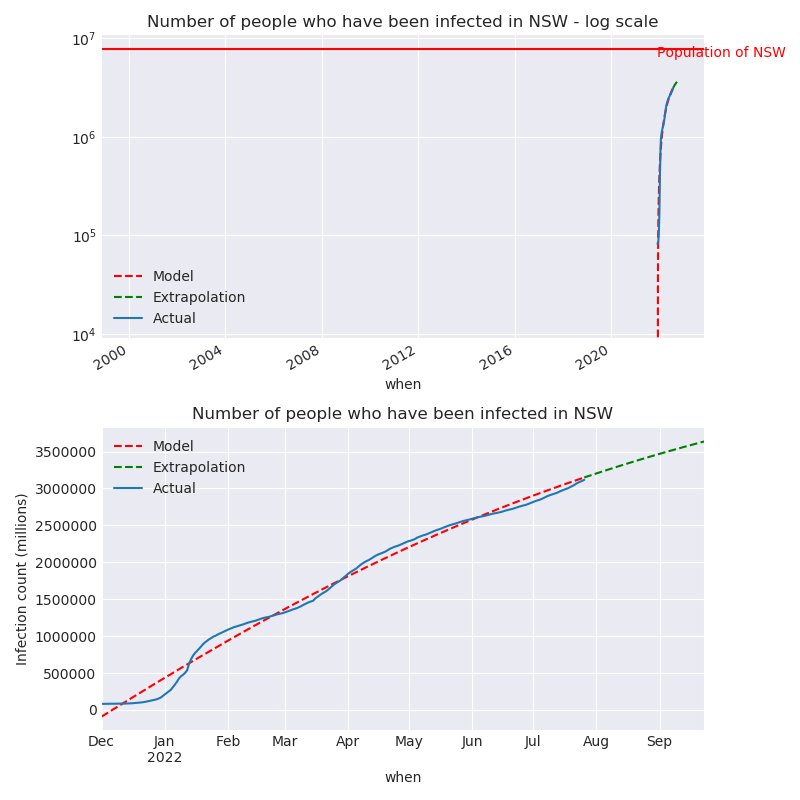 Number of people who have been infected in NSW - log scale
10^7
Population of NSW
10^6
10^5
10^4
Model
Extrapolation
Actual
2000 2004 2008 2012 2016 2020
when
Number of people who have been infected in NSW
Infection count (millions)
3500000
3000000
2500000
2000000
1500000
1000000
500000
0
Model
Extrapolation
Actual
Dec Jan Feb Mar Apr May Jun Jul Aug Sep
2022
when